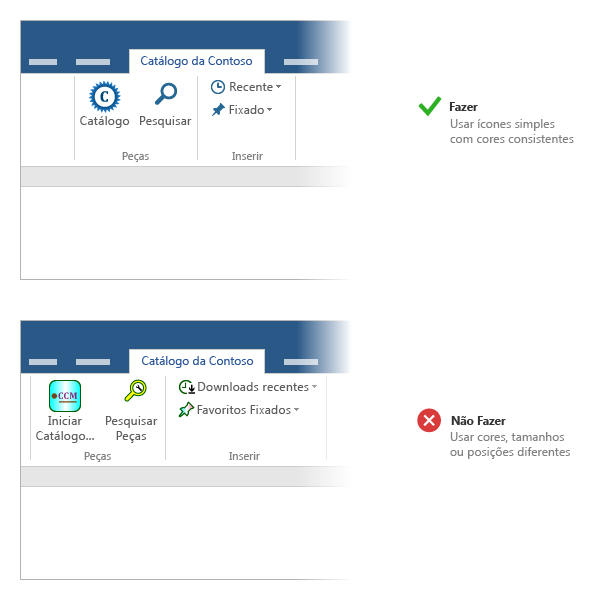 Catálogo da Contoso
C
Catálogo
Pesquisar
Peças
Recente
Fixado
Inserir
Fazer
Usar ícones simples
com cores consistentes
Catálogo da Contoso
CCM
Iniciar
Catálogo...
Pesquisar
Peças
Peças
Downloads recentes
Favoritos Fixados
Inserir
Não Fazer
Usar cores, tamanhos
ou posições diferentes